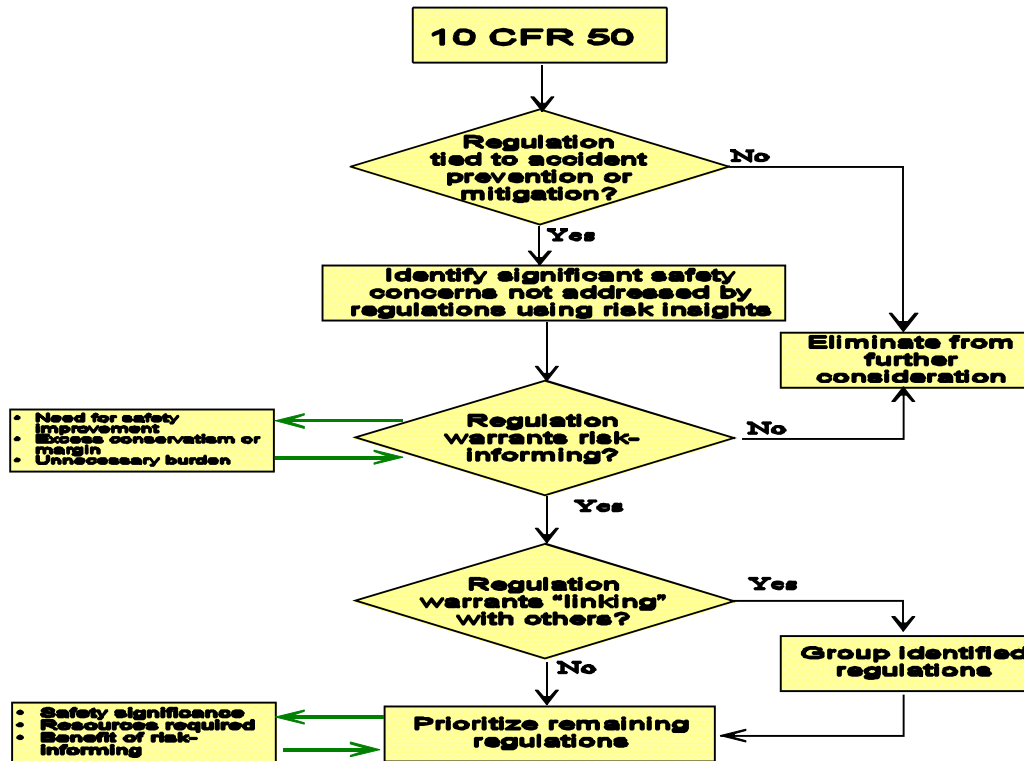 10 CFR 50
Regulation
tied to accident
prevention or
mitigation?
No
Yes
Identify significant safety
concerns not addressed by
regulations using risk insights
Eliminate from
further
consideration
• Need for safety
improvement
• Excess conservatism or
margin
• Unnecessary burden
Regulation
warrants risk-
informing?
No
Yes
Regulation
warrants “linking”
with others?
Yes
No
Group identified
regulations
• Safety significance
• Resources required
• Benefit of risk-
informing
Prioritize remaining
regulations